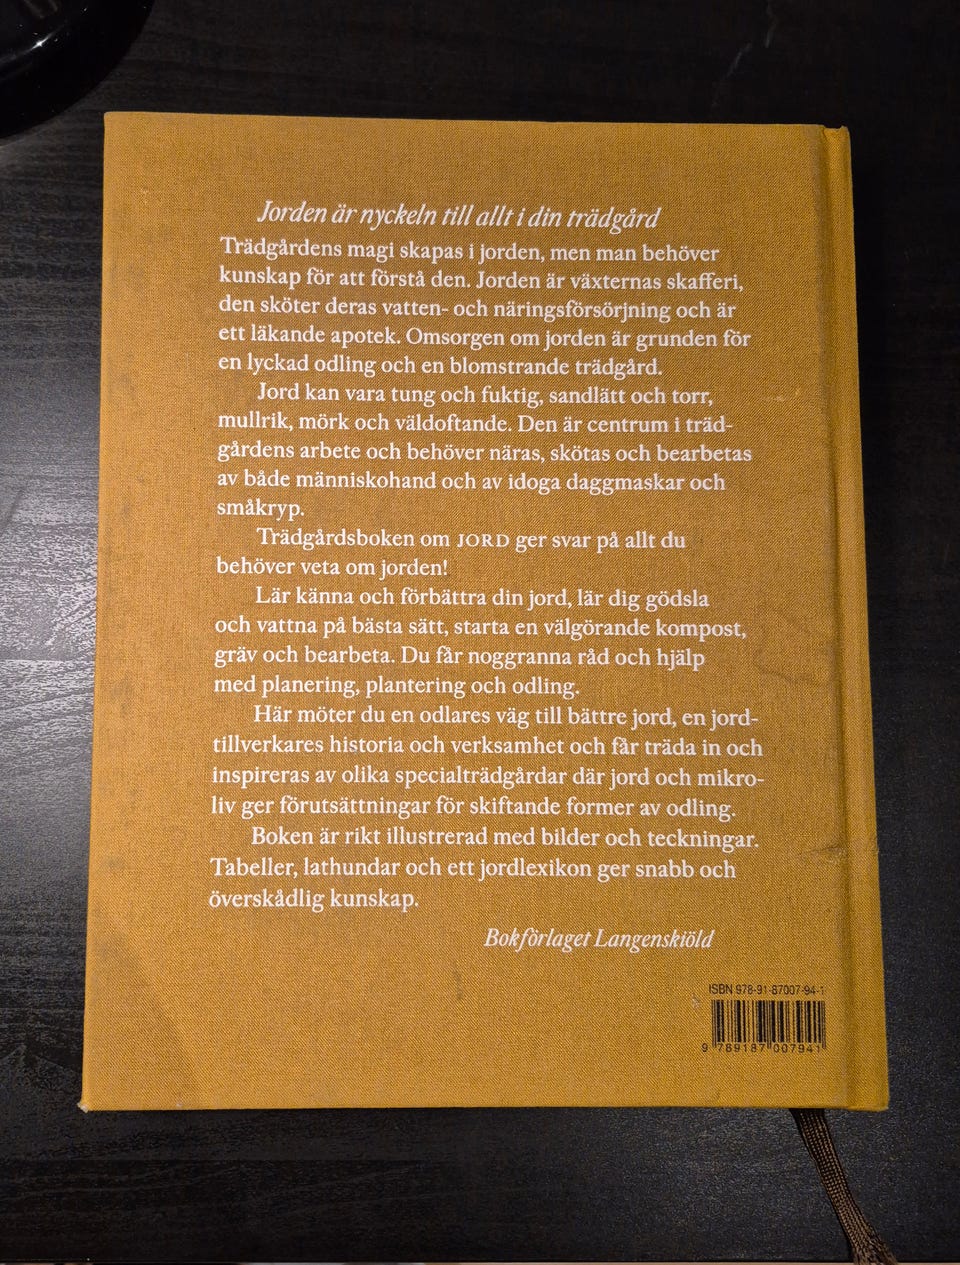 Jorden är nyckeln till allt i din trädgård
Trädgårdens magi skapas i jorden, men man behöver
kunskap för att förstå den. Jorden är växternas skafferi,
den sköter deras vatten- och näringsförsörjning och är
ett läkande apotek. Omsorgen om jorden är grunden för
en lyckad odling och en blomstrande trädgård.
Jord kan vara tung och fuktig, sandlätt och torr,
mullrik, mörk och väldoftande. Den är centrum i träd-
gårdens arbete och behöver näras, skötas och bearbetas
av både människohand och av idoga daggmaskar och
småkryp.
Trädgårdsboken om JORD ger svar på allt du
behöver veta om jorden!
Lär känna och förbättra din jord, lär dig gödsla
och vattna på bästa sätt, starta en välgörande kompost,
gräv och bearbeta. Du får noggranna råd och hjälp
med planering, plantering och odling.
Här möter du en odlares väg till bättre jord, en jord-
tillverkares historia och verksamhet och får träda in och
inspireras av olika specialträdgårdar där jord och mikro-
liv ger förutsättningar för skiftande former av odling.
Boken är rikt illustrerad med bilder och teckningar.
Tabeller, lathundar och ett jordlexikon ger snabb och
överskådlig kunskap.
Bokförlaget Langenskiöld
ISBN 978-91-87007-94-1
9 789187 007941